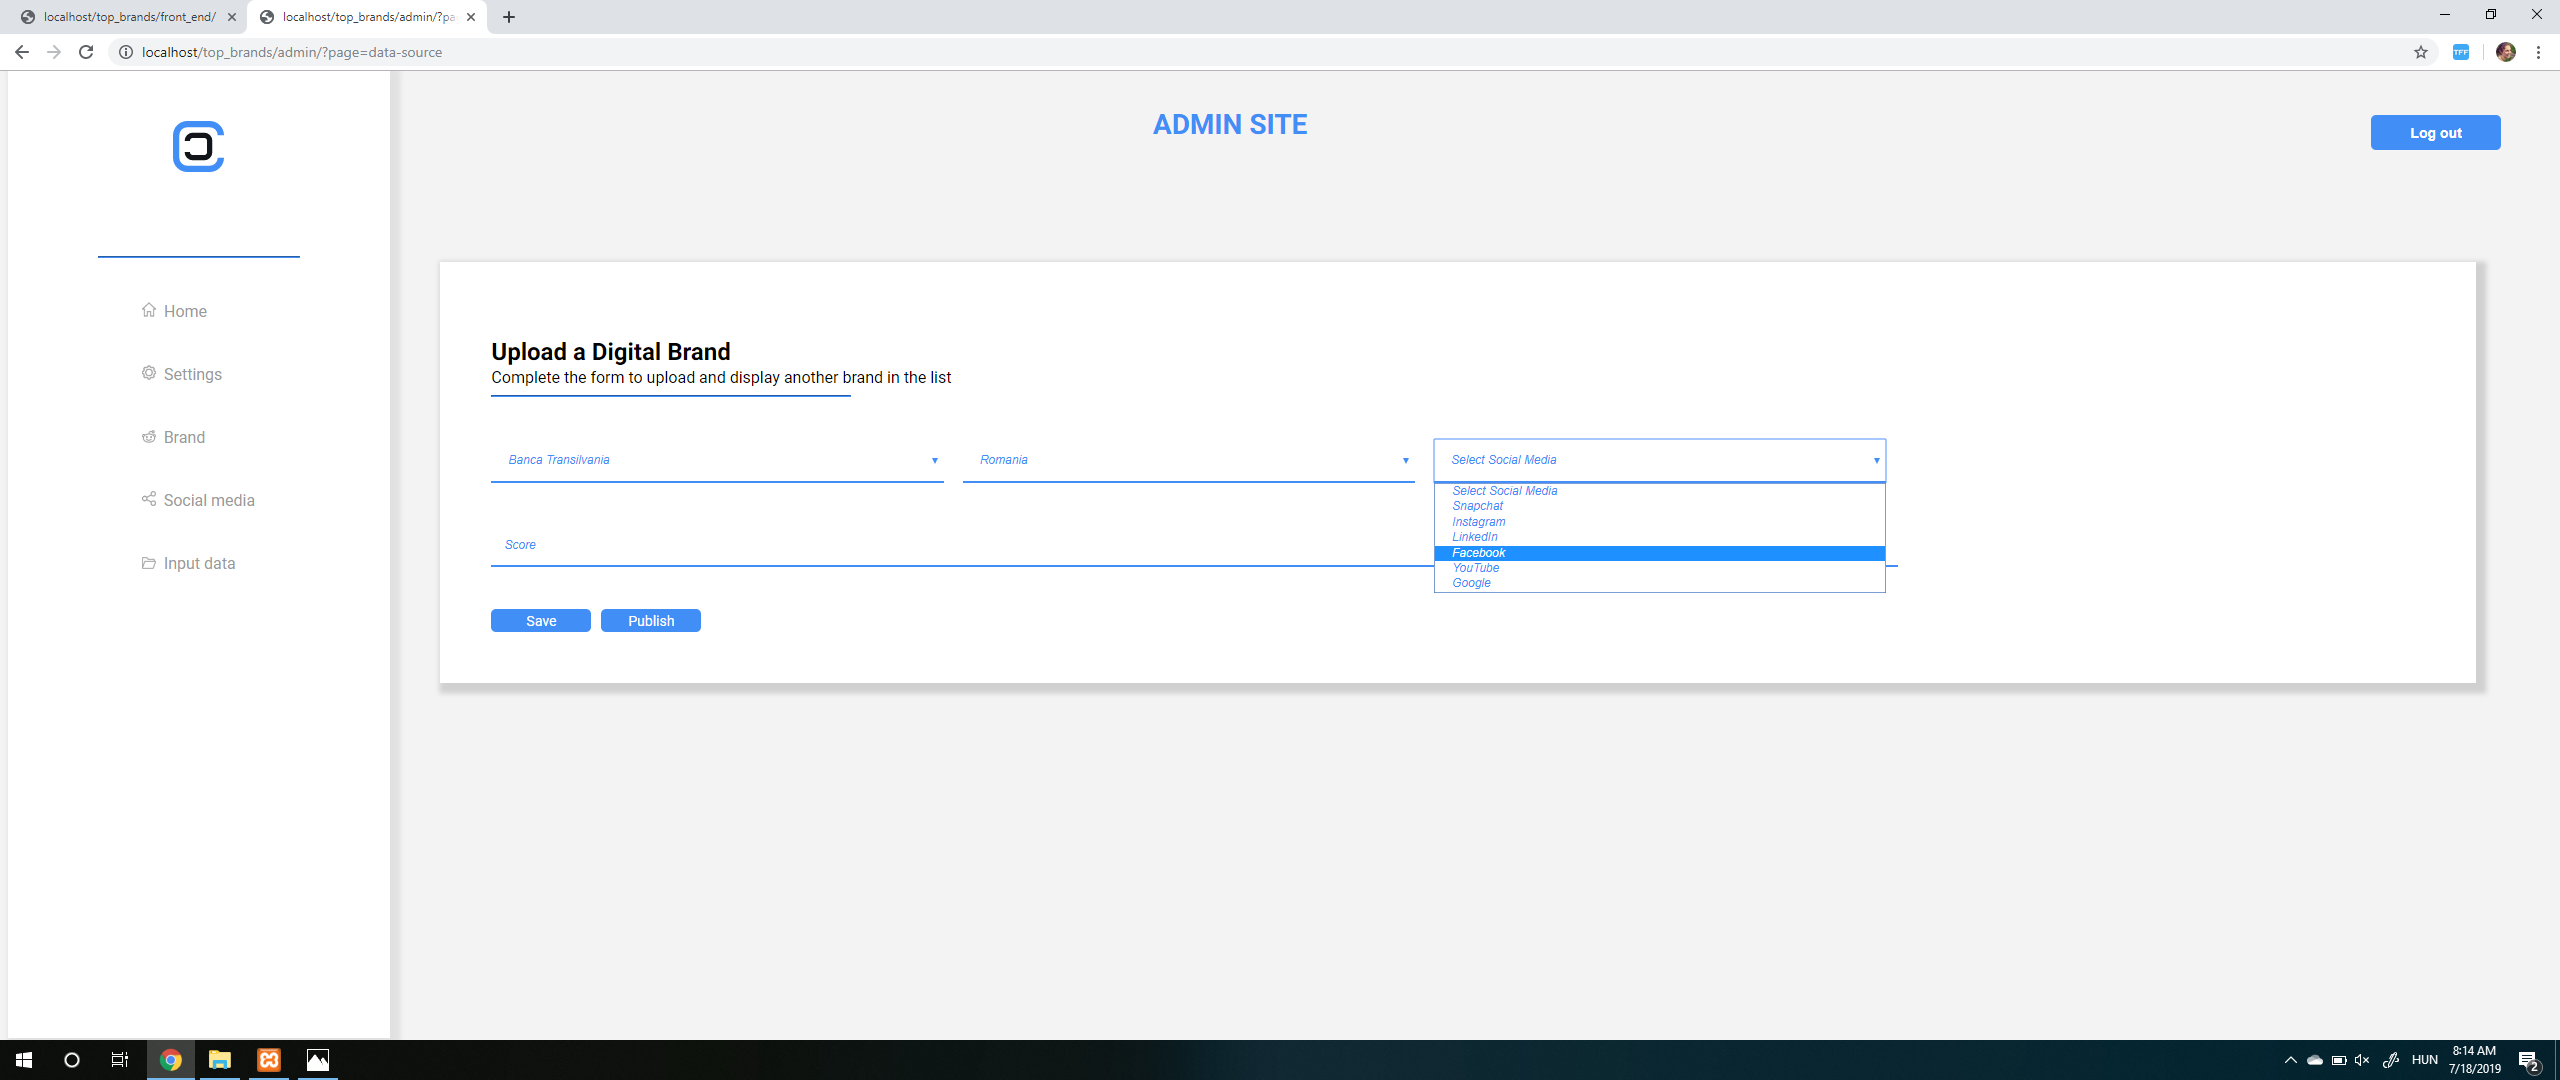 localhost/top_brands/front_end/
localhost/top_brands/admin/?pa
localhost/top_brands/admin/?page=data-source
TFF
ADMIN SITE
Log out
Home
Settings
Brand
Social media
Input data
Upload a Digital Brand
Complete the form to upload and display another brand in the list
Banca Transilvania
Romania
Select Social Media
Select Social Media
Snapchat
Instagram
LinkedIn
Facebook
YouTube
Google
Score
Save
Publish
HUN
8:14 AM
7/18/2019
2